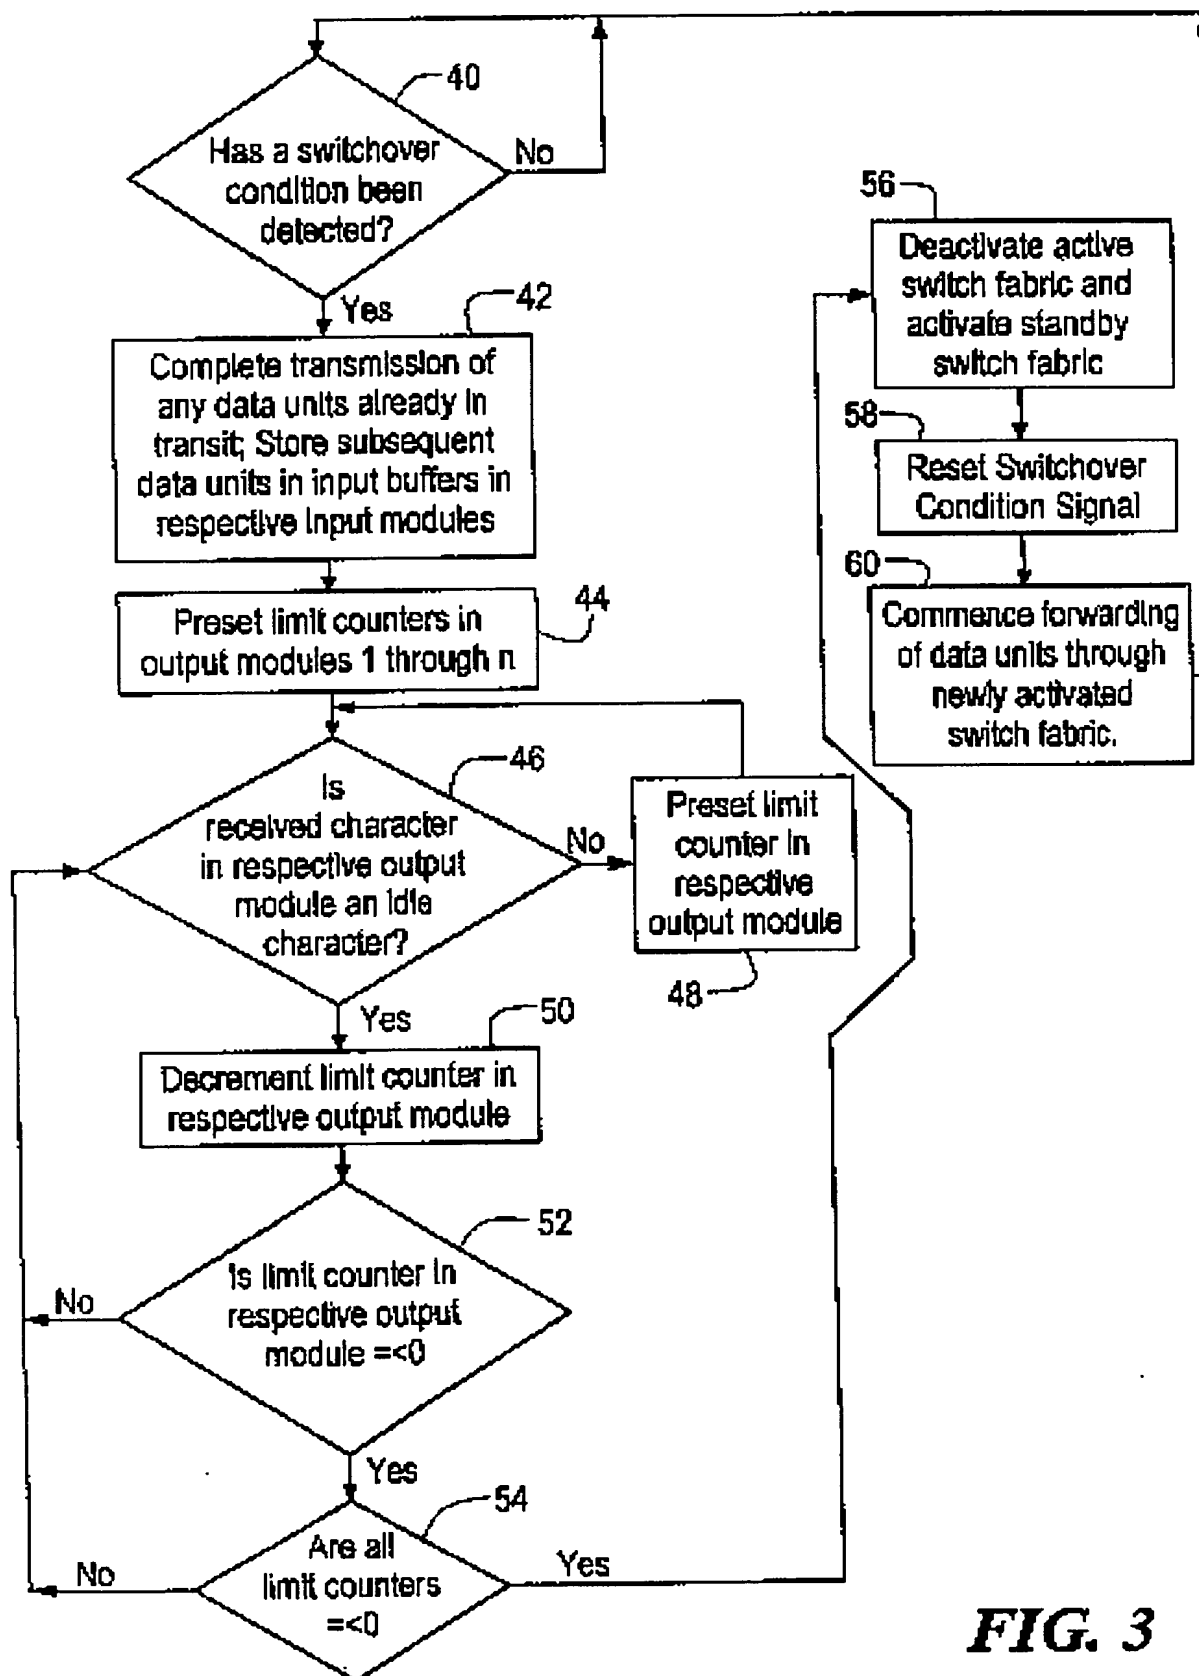 40
Has a switchover
condition been
detected?
No
Yes
42
Complete transmission of
any data units already in
transit; Store subsequent
data units in input buffers in
respective input modules
44
Preset limit counters in
output modules 1 through n
46
Is
received character
in respective output
module an idle
character?
No
Preset limit
counter in
respective
output module
48
Yes
50
Decrement limit counter in
respective output module
52
Is limit counter in
respective output
module =<0
No
Yes
54
Are all
limit counters
=<0
No
Yes
56
Deactivate active
switch fabric and
activate standby
switch fabric
58
Reset Switchover
Condition Signal
60
Commence forwarding
of data units through
newly activated
switch fabric.
FIG. 3